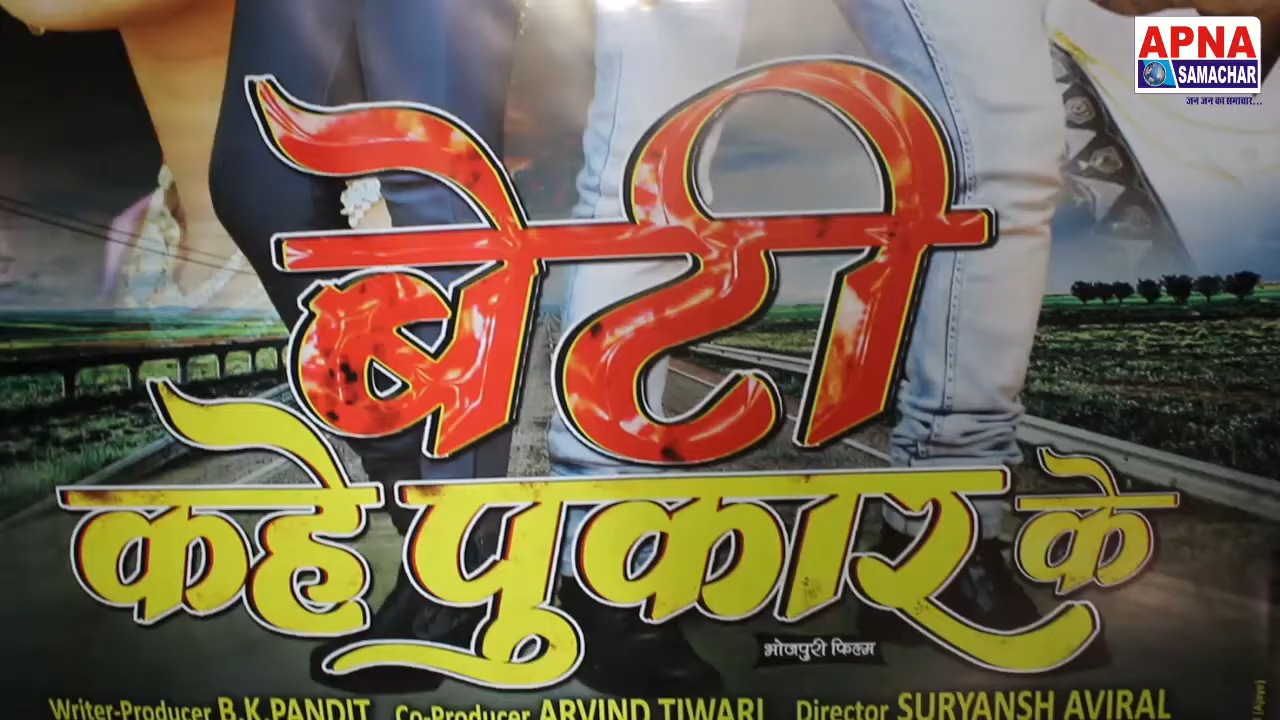 APNA
SAMACHAR
जन जन का समाचार...
बेटी
कहे पुकार के
भोजपुरी फिल्म
Writer-Producer B.K.PANDIT Co-Producer ARVIND TIWARI Director SURYANSH AVIRAL